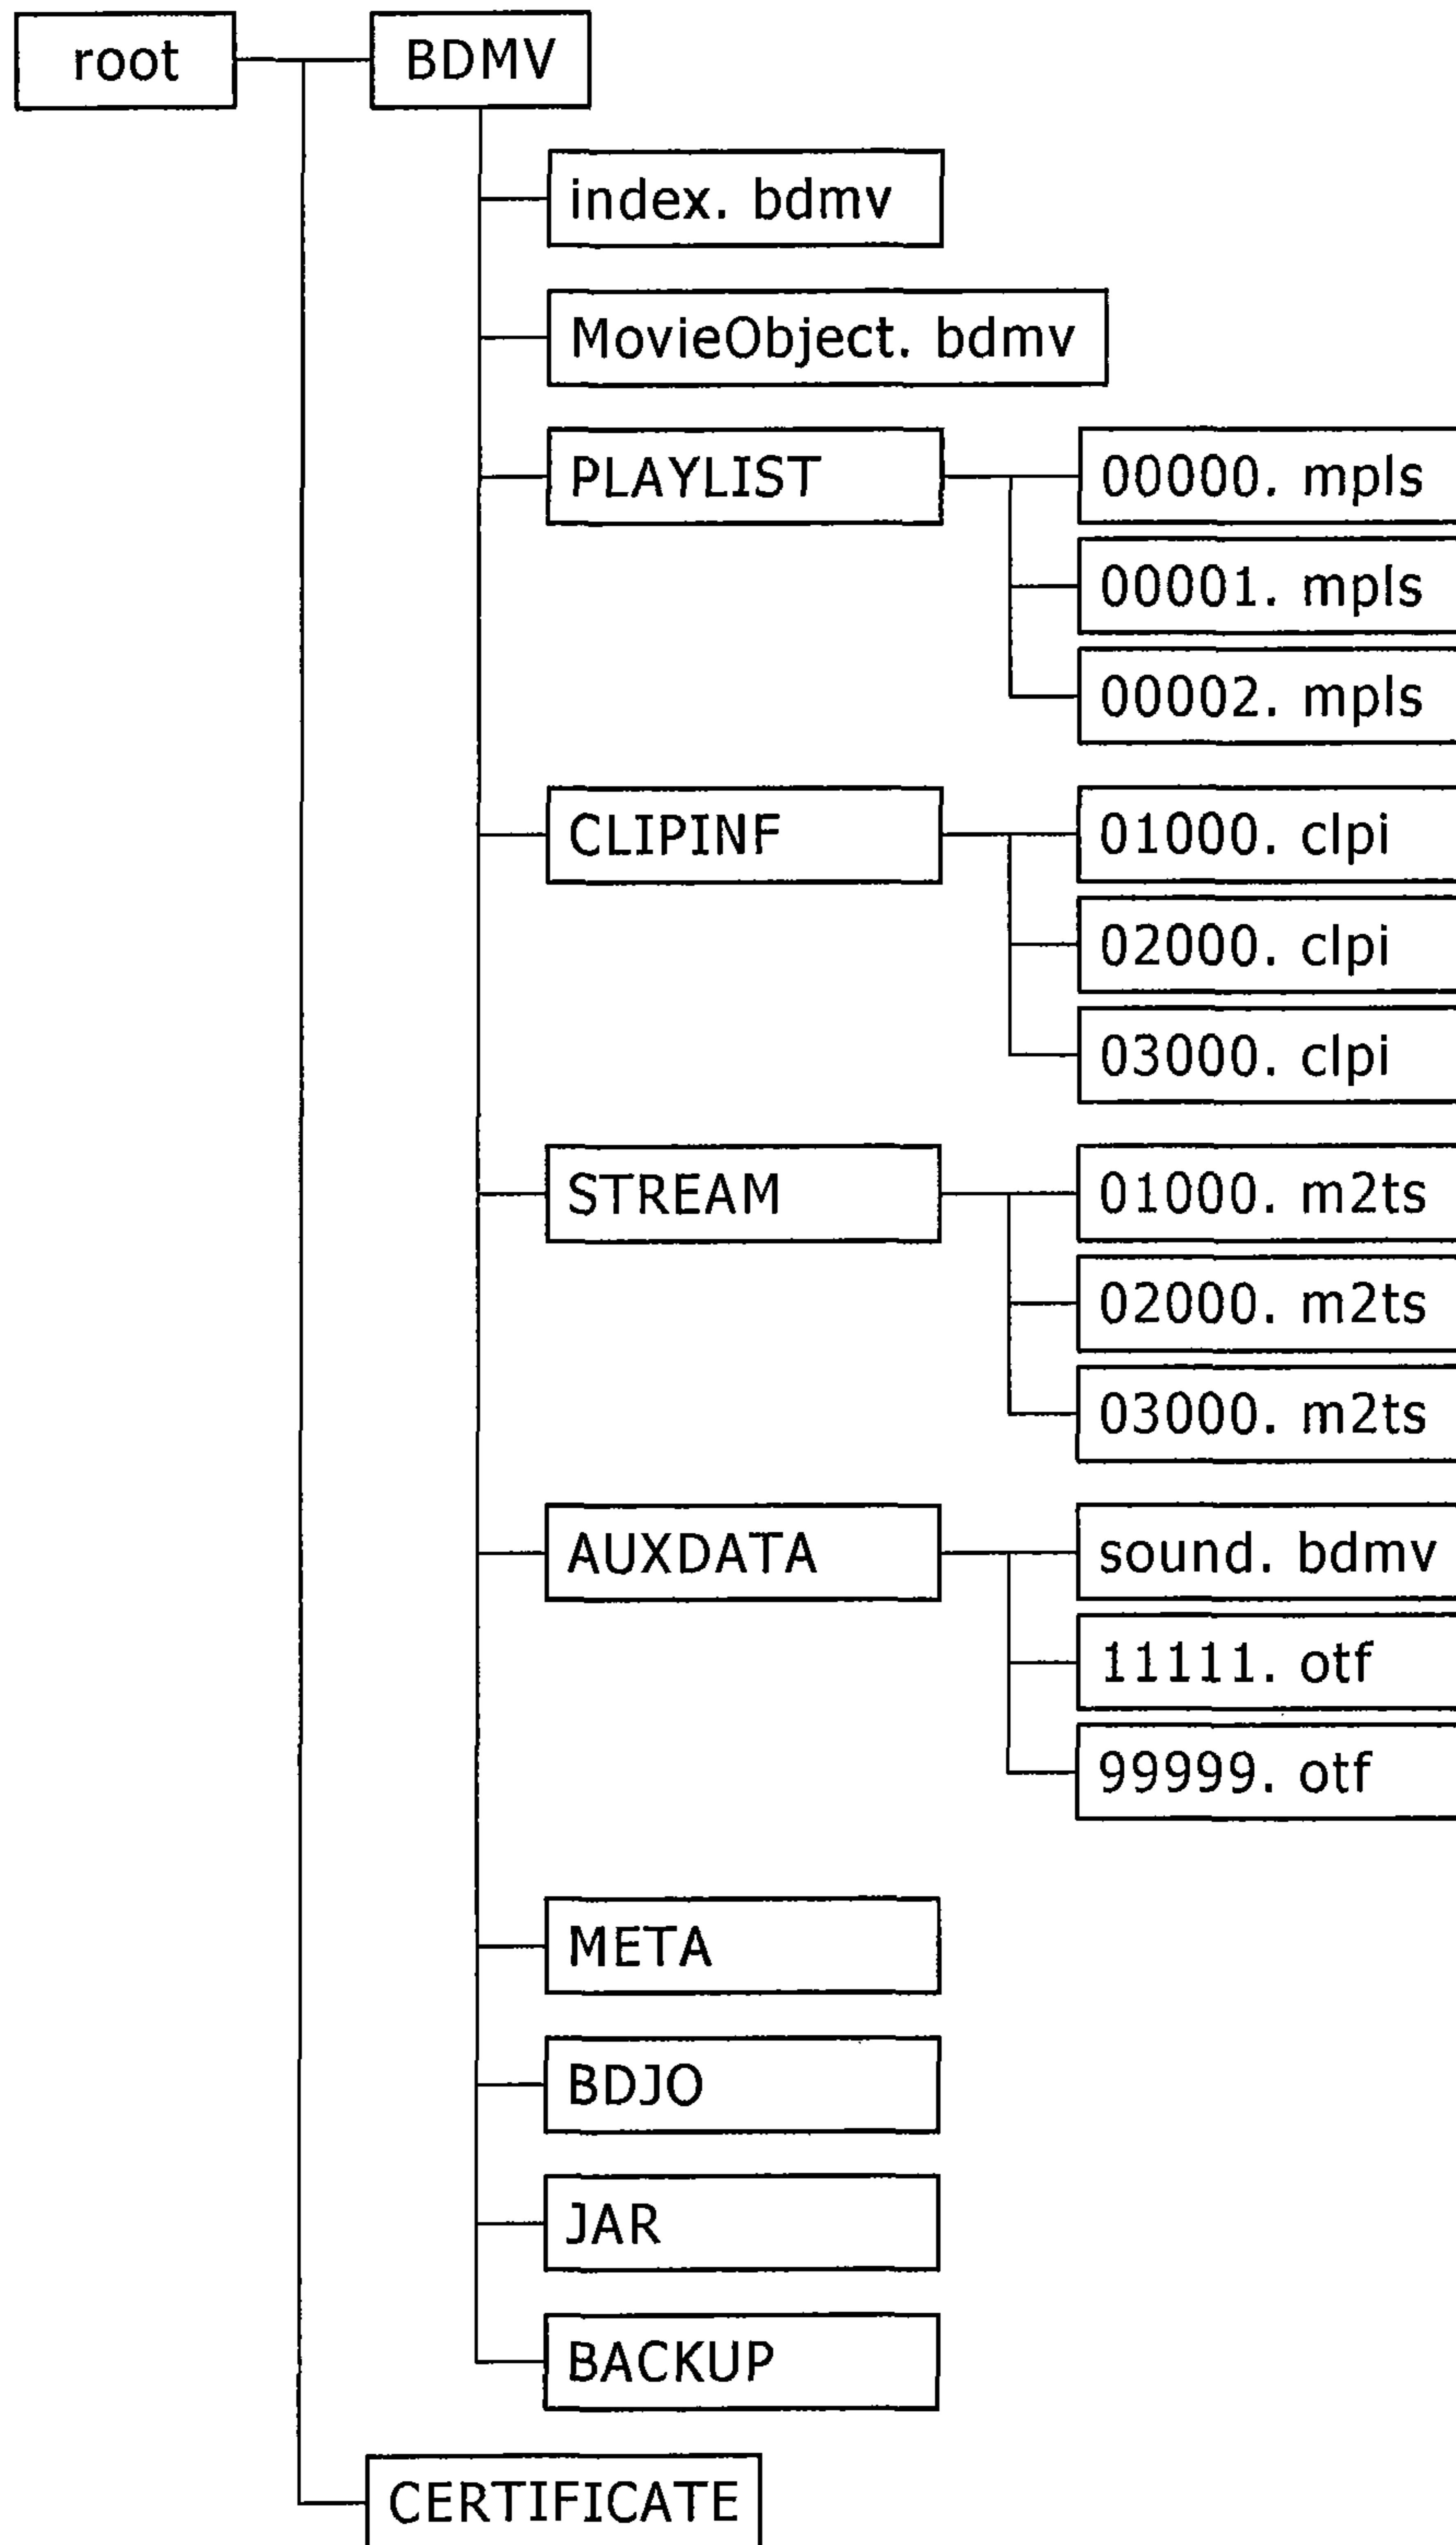 root
BDMV
index. bdmv
MovieObject. bdmv
PLAYLIST
00000. mpls
00001. mpls
00002. mpls
CLIPINF
01000. clpi
02000. clpi
03000. clpi
STREAM
01000. m2ts
02000. m2ts
03000. m2ts
AUXDATA
sound. bdmv
11111. otf
99999. otf
META
BDJO
JAR
BACKUP
CERTIFICATE